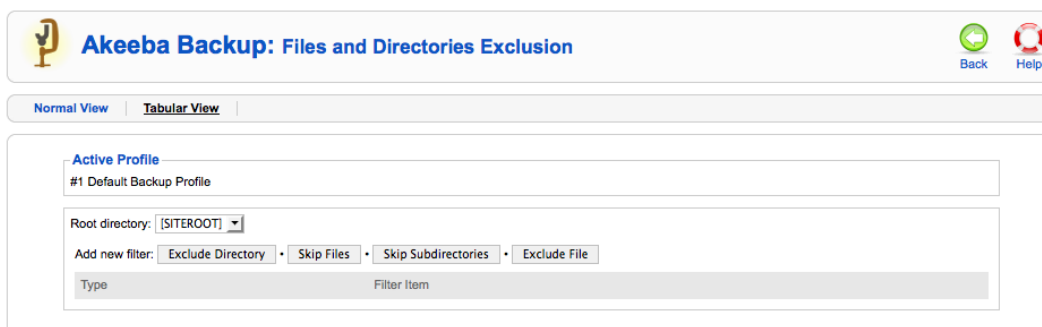 Akeeba Backup: Files and Directories Exclusion
Back
Help
Normal View
Tabular View
Active Profile
#1 Default Backup Profile
Root directory: [SITEROOT]
Add new filter: Exclude Directory • Skip Files • Skip Subdirectories • Exclude File
Type Filter Item